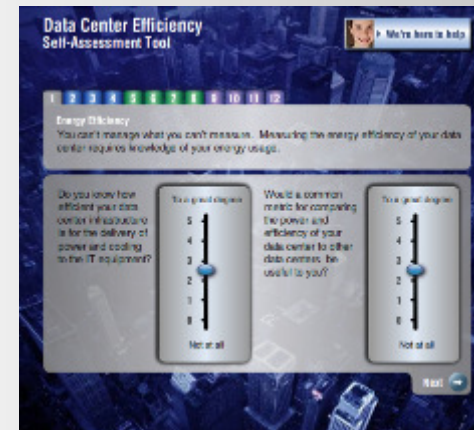 Data Center Efficiency
Self-Assessment Tool
We're here to help
1 2 3 4 5 6 7 8 9 10 11 12
Energy Efficiency
You can't manage what you can't measure. Measuring the energy efficiency of your data
center requires knowledge of your energy usage.
Do you know how
efficient your data
center infrastructure
is for the delivery of
power and cooling
to the IT equipment?
To a great degree
5
4
3
2
1
0
Not at all
Would a common
metric for comparing
the power and
efficiency of your
data center to other
data centers, be
useful to you?
To a great degree
5
4
3
2
1
0
Not at all
Next